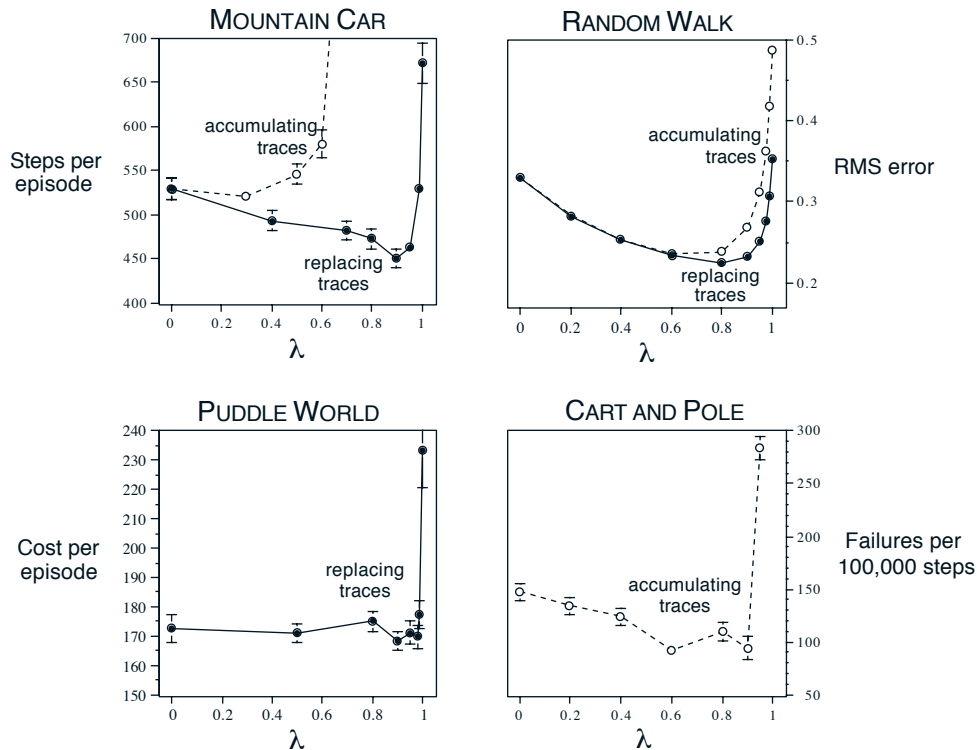 MOUNTAIN CAR
700
650
600
550
500
450
400
Steps per
episode
accumulating
traces
replacing
traces
0
0.2
0.4
0.6
0.8
1
λ
RANDOM WALK
0.5
0.4
0.3
0.2
RMS error
accumulating
traces
replacing
traces
0
0.2
0.4
0.6
0.8
1
λ
PUDDLE WORLD
240
230
220
210
200
190
180
170
160
150
Cost per
episode
replacing
traces
0
0.2
0.4
0.6
0.8
1
λ
CART AND POLE
300
250
200
150
100
50
Failures per
100,000 steps
accumulating
traces
0
0.2
0.4
0.6
0.8
1
λ